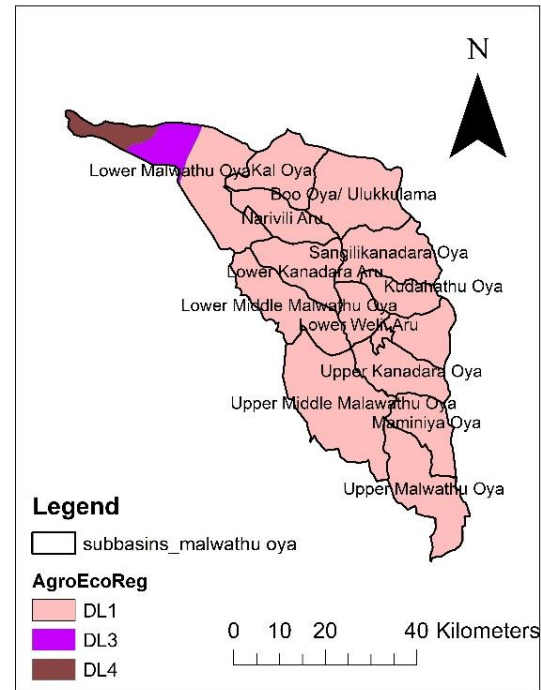 N
Lower Malwathu Oya
Kal Oya
Boo Oya/ Ulukkulama
Narivili Aru
Sangilikanadara Oya
Lower Kanadara Aru
Kudahathu Oya
Lower Middle Malwathu Oya
Lower Weli Aru
Upper Kanadara Oya
Upper Middle Malawathu Oya
Maminiya Oya
Upper Malwathu Oya
Legend
subbasins_malwathu oya
AgroEcoReg
DL1
DL3
DL4
0 10 20 40 Kilometers